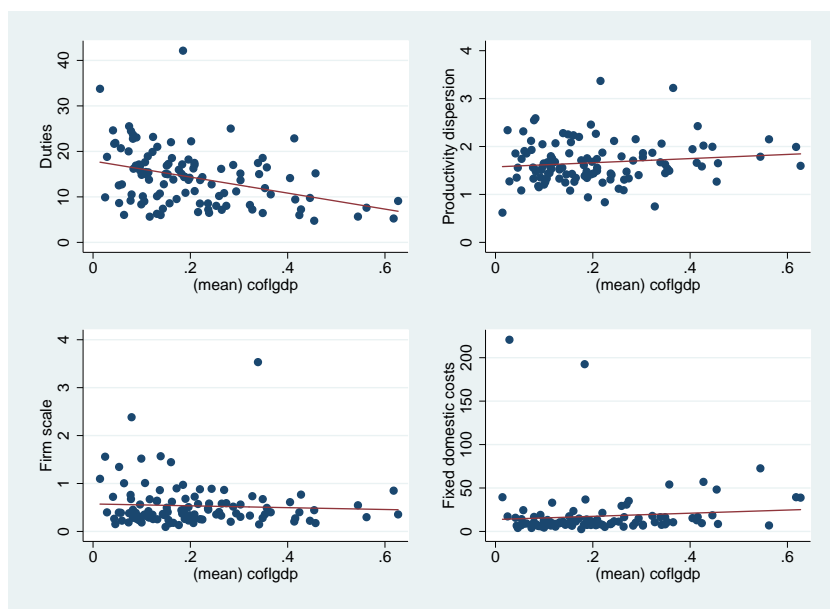 Duties
40
30
20
10
0
0 .2 .4 .6
(mean) coflgdp
Productivity dispersion
4
3
2
1
0
0 .2 .4 .6
(mean) coflgdp
Firm scale
4
3
2
1
0
0 .2 .4 .6
(mean) coflgdp
Fixed domestic costs
200
150
100
50
0
0 .2 .4 .6
(mean) coflgdp